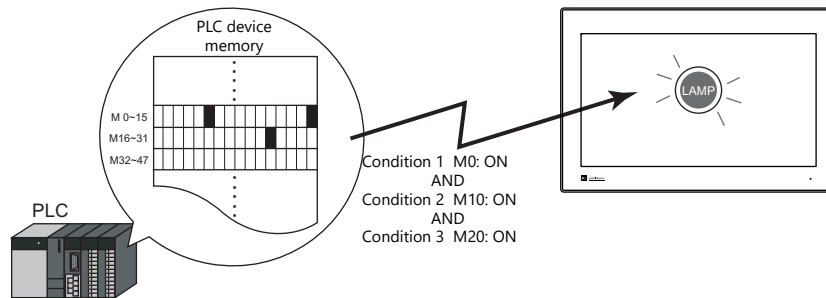 PLC device
memory
M 0~15
M16~31
M32~47
PLC
LAMP
Condition 1 M0: ON
AND
Condition 2 M10: ON
AND
Condition 3 M20: ON